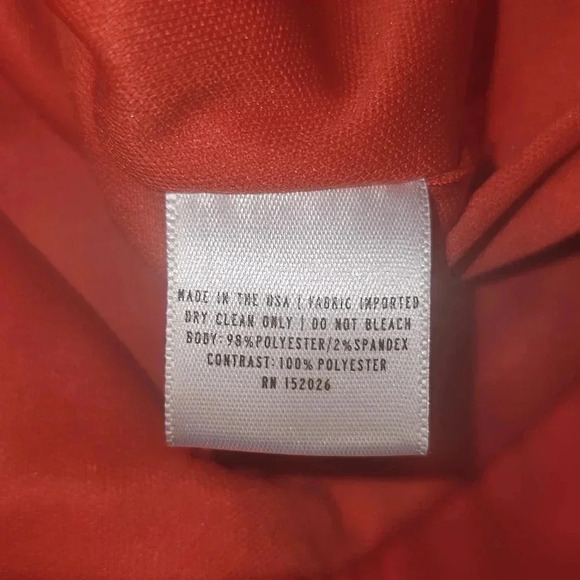 MADE IN THE USA | FABRIC IMPORTED
DRY CLEAN ONLY | DO NOT BLEACH
BODY: 98%POLYESTER/2%SPANDEX
CONTRAST: 100% POLYESTER
RN 152026